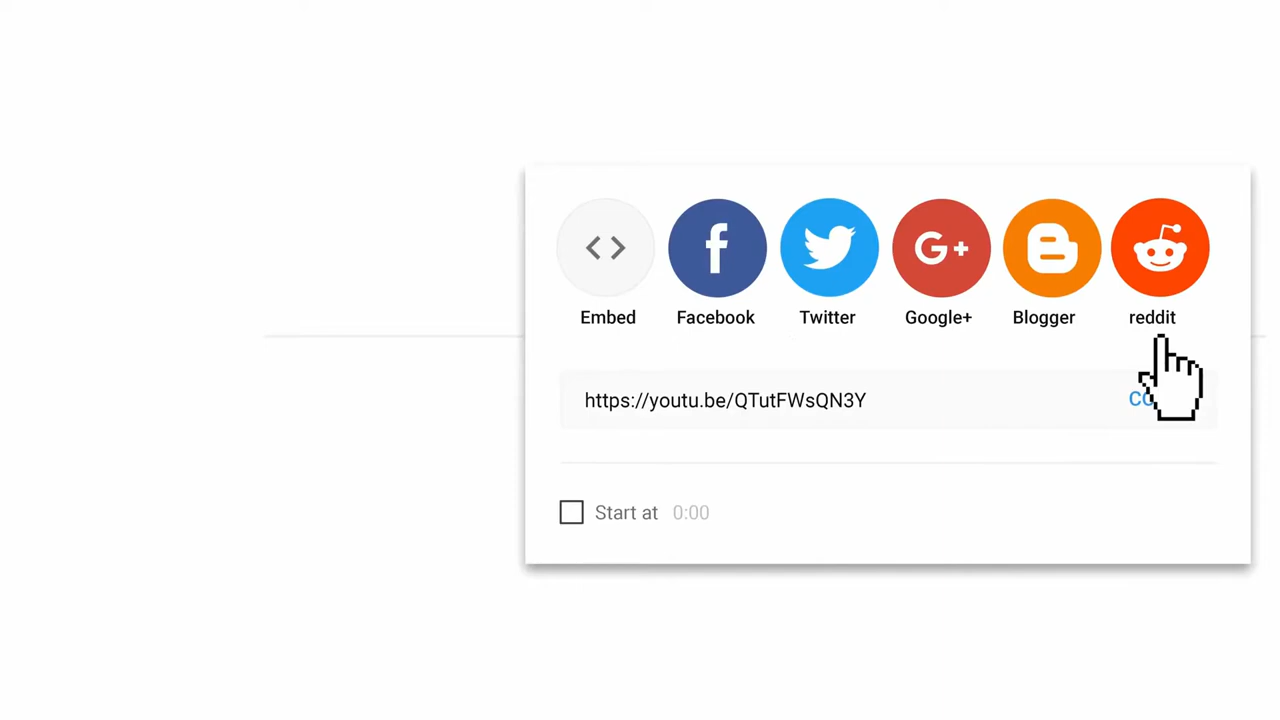 Embed Facebook Twitter Google+ Blogger reddit
https://youtu.be/QTutFWsQN3Y
Start at 0:00